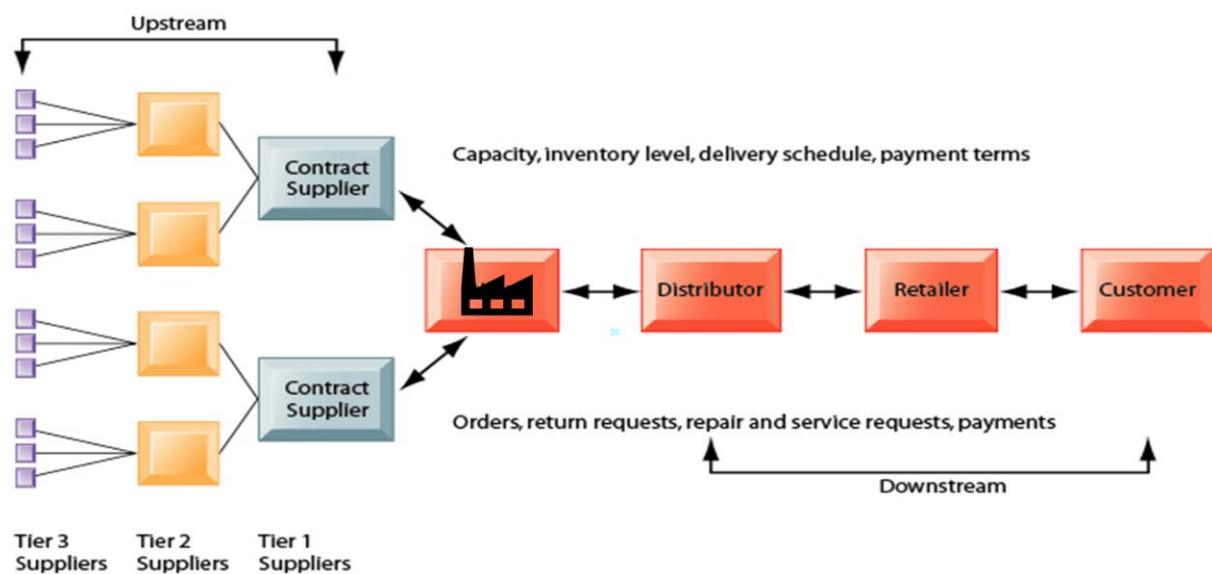 Upstream
Contract
Supplier
Capacity, inventory level, delivery schedule, payment terms
Distributor
Retailer
Customer
Contract
Supplier
Orders, return requests, repair and service requests, payments
Downstream
Tier 3
Suppliers
Tier 2
Suppliers
Tier 1
Suppliers